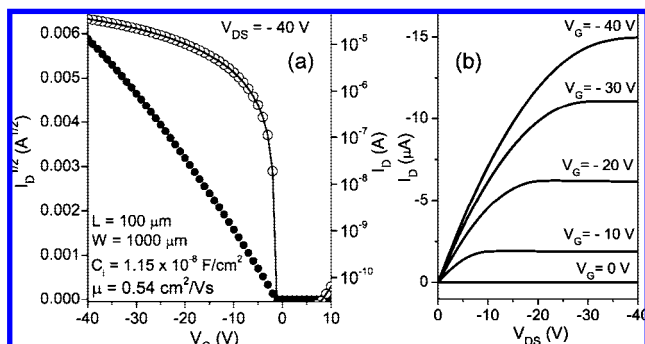 V_DS = - 40 V
(a)
0.006
0.005
0.004
0.003
0.002
0.001
0.000
I_D^1/2 (A^1/2)
L = 100 μm
W = 1000 μm
C_i = 1.15 x 10^-8 F/cm^2
μ = 0.54 cm^2/Vs
10^-5
10^-6
10^-7
10^-8
10^-9
10^-10
I_D (A)
-40 -30 -20 -10 0 10
V_G (V)
(b)
V_G= - 40 V
V_G= - 30 V
V_G= - 20 V
V_G= - 10 V
V_G= 0 V
-15
-10
-5
0
I_D (μA)
0 -10 -20 -30 -40
V_DS (V)